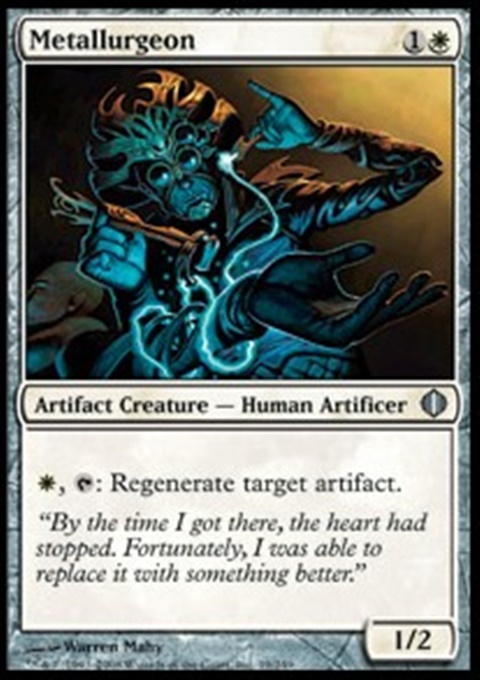 Metallurgeon 1
Artifact Creature — Human Artificer
, : Regenerate target artifact.
“By the time I got there, the heart had
stopped. Fortunately, I was able to
replace it with something better.”
Warren Mahy
1/2